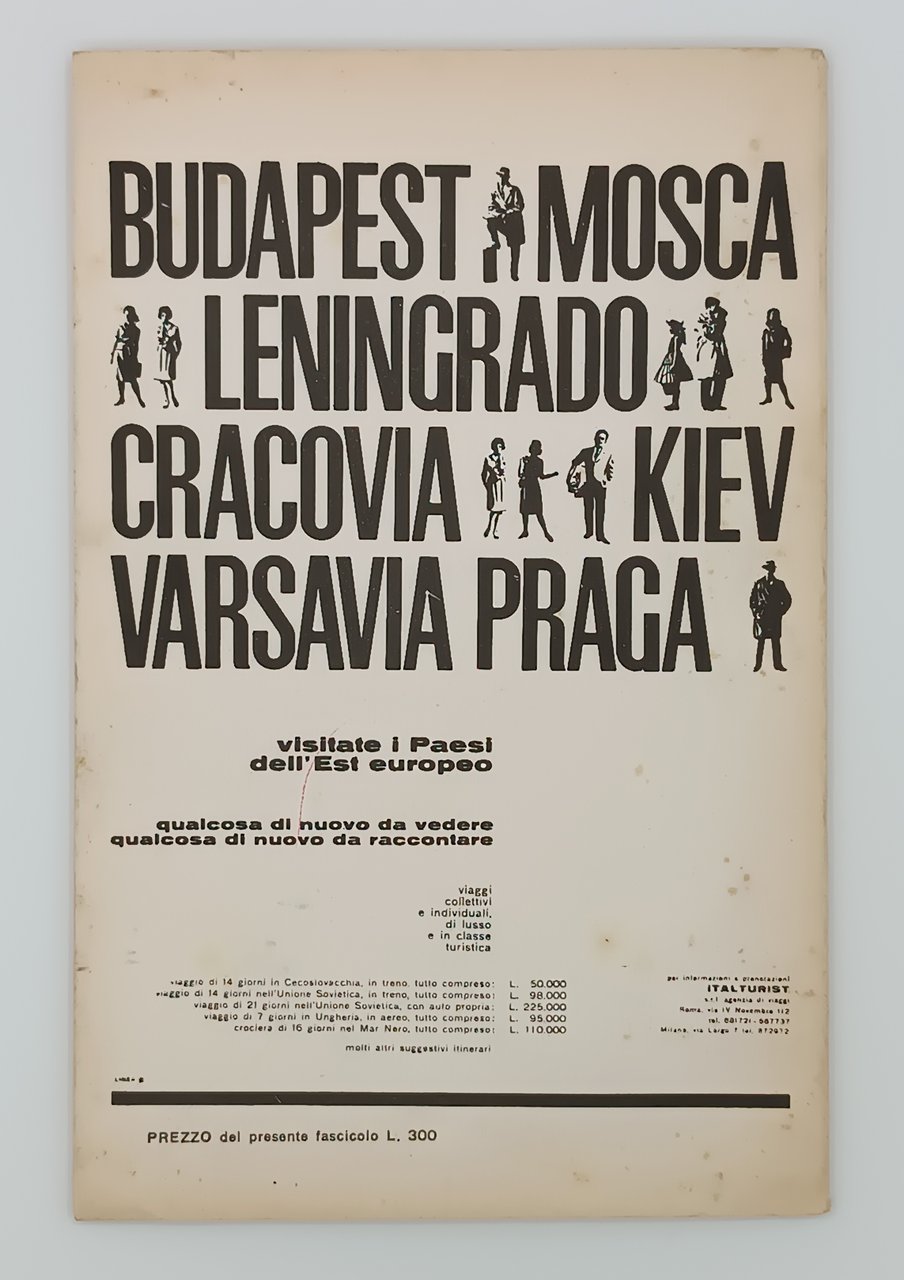 BUDAPEST MOSCA
LENINGRADO
CRACOVIA KIEV
VARSAVIA PRAGA
visitate i Paesi
dell'Est europeo
qualcosa di nuovo da vedere
qualcosa di nuovo da raccontare
viaggi
collettivi
e individuali,
di lusso
e in classe
turistica
viaggio di 14 giorni in Cecoslovacchia, in treno, tutto compreso: L. 50.000
viaggio di 14 giorni nell'Unione Sovietica, in treno, tutto compreso: L. 98.000
viaggio di 21 giorni nell'Unione Sovietica, con auto propria: L. 225.000
viaggio di 7 giorni in Ungheria, in aereo, tutto compreso: L. 95.000
crociera di 16 giorni nel Mar Nero, tutto compreso: L. 110.000
molti altri suggestivi itinerari
per informazioni e prenotazioni
ITALTURIST
s.r.l. agenzia di viaggi
Roma, via IV Novembre 112
tel.
Milano, via Larga 7 tel. 872972
PREZZO del presente fascicolo L. 300